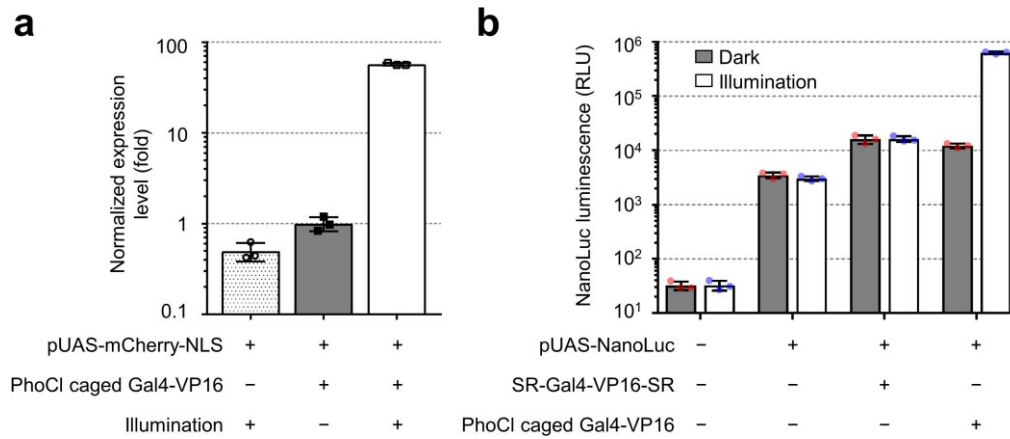 a
Normalized expression
level (fold)
100
10
1
0.1
pUAS-mCherry-NLS + + +
PhoCl caged Gal4-VP16 – + +
Illumination + – +
b
NanoLuc luminescence (RLU)
Dark
Illumination
10⁶
10⁵
10⁴
10³
10²
10¹
pUAS-NanoLuc – + + +
SR-Gal4-VP16-SR – – + –
PhoCl caged Gal4-VP16 – – – +